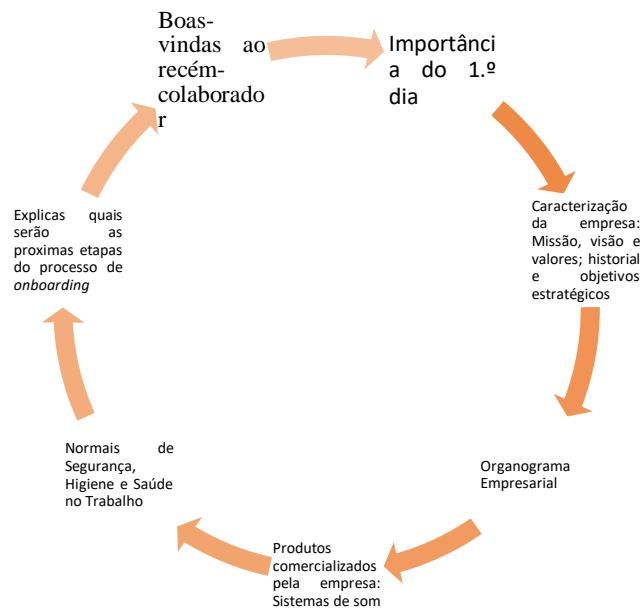 Boas-
vindas ao
recém-
colaborado
r
Importânci
a do 1.º
dia
Caracterização
da empresa:
Missão, visão e
valores; historial
e objetivos
estratégicos
Organograma
Empresarial
Produtos
comercializados
pela empresa:
Sistemas de som
Normais de
Segurança,
Higiene e Saúde
no Trabalho
Explicas quais
serão as
proximas etapas
do processo de
onboarding